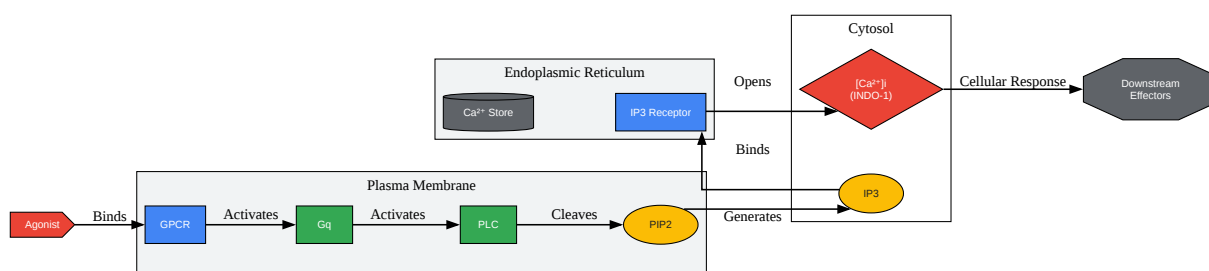 Cytosol
Endoplasmic Reticulum
Opens
[Ca²⁺]i
(INDO-1)
Cellular Response
Downstream
Effectors
Ca²⁺ Store
IP3 Receptor
Binds
Plasma Membrane
IP3
Agonist
Binds
GPCR
Activates
Gq
Activates
PLC
Cleaves
PIP2
Generates